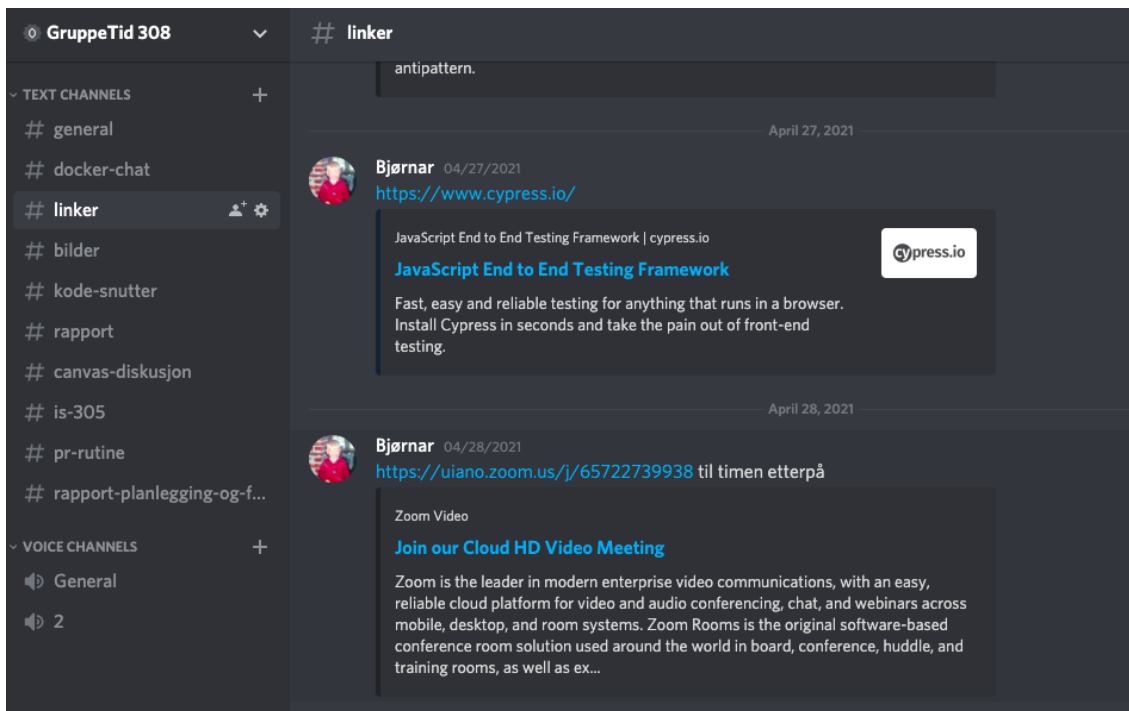 GruppeTid 308
TEXT CHANNELS
# general
# docker-chat
# linker
# bilder
# kode-snutter
# rapport
# canvas-diskusjon
# is-305
# pr-rutine
# rapport-planlegging-og-f...
VOICE CHANNELS
General
2
# linker
antipattern.
April 27, 2021
Bjørnar 04/27/2021
https://www.cypress.io/
JavaScript End to End Testing Framework | cypress.io
JavaScript End to End Testing Framework
Fast, easy and reliable testing for anything that runs in a browser.
Install Cypress in seconds and take the pain out of front-end
testing.
cypress.io
April 28, 2021
Bjørnar 04/28/2021
https://uiano.zoom.us/j/65722739938 til timen etterpå
Zoom Video
Join our Cloud HD Video Meeting
Zoom is the leader in modern enterprise video communications, with an easy,
reliable cloud platform for video and audio conferencing, chat, and webinars across
mobile, desktop, and room systems. Zoom Rooms is the original software-based
conference room solution used around the world in board, conference, huddle, and
training rooms, as well as ex...